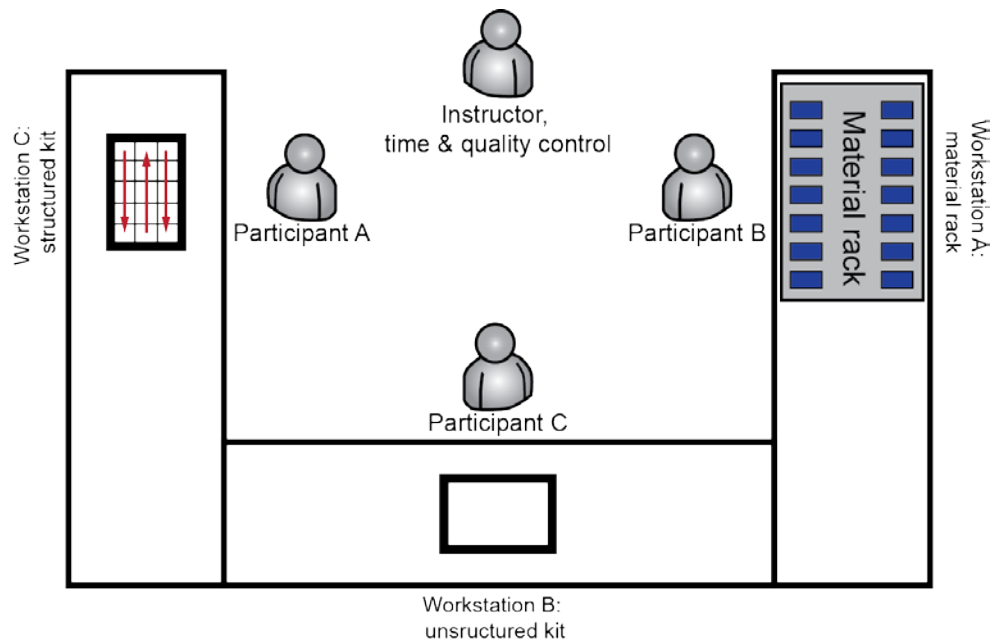 Instructor,
time & quality control
Workstation C:
structured kit
Participant A
Participant B
Material rack
Workstation A:
material rack
Participant C
Workstation B:
unsructured kit